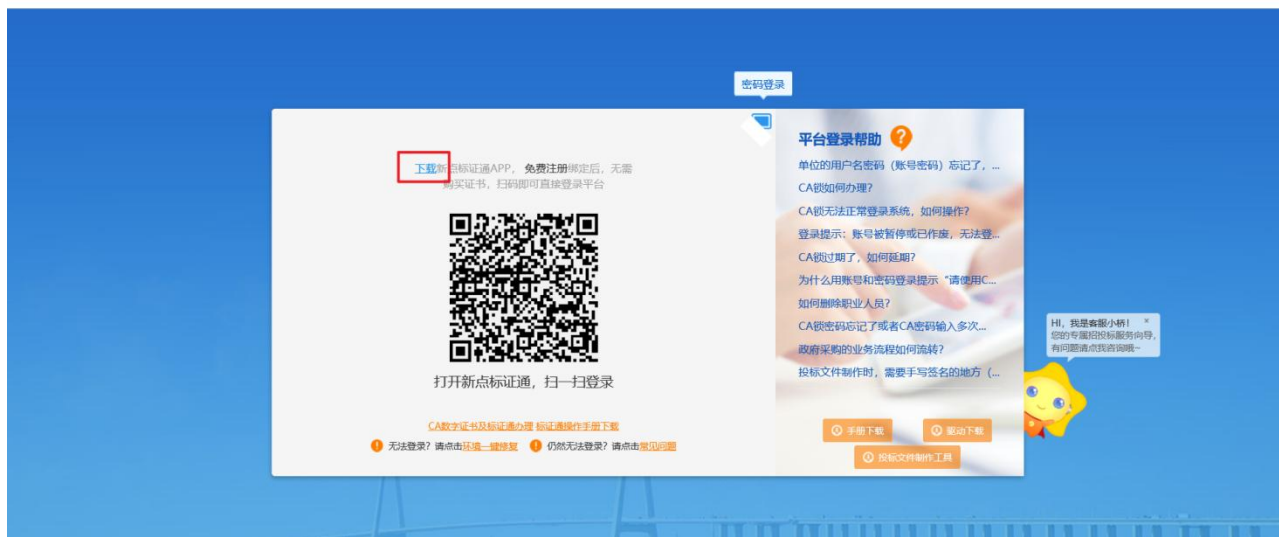 密码登录
下载新点标证通APP，免费注册绑定后，无需
购买证书，扫码即可直接登录平台
打开新点标证通，扫一扫登录
CA数字证书及标证通办理 标证通操作手册下载
无法登录？请点击环境一键修复 仍然无法登录？请点击常见问题
平台登录帮助
单位的用户名密码（账号密码）忘记了，...
CA锁如何办理?
CA锁无法正常登录系统，如何操作?
登录提示：账号被暂停或已作废，无法登...
CA锁过期了，如何延期?
为什么用账号和密码登录提示“请使用C...
如何删除职业人员?
CA锁密码忘记了或者CA密码输入多次...
政府采购的业务流程如何流转?
投标文件制作时，需要手写签名的地方（...
手册下载 驱动下载
投标文件制作工具
HI，我是客服小桥！ ×
您的专属招投标服务向导，
有问题请点我咨询哦~